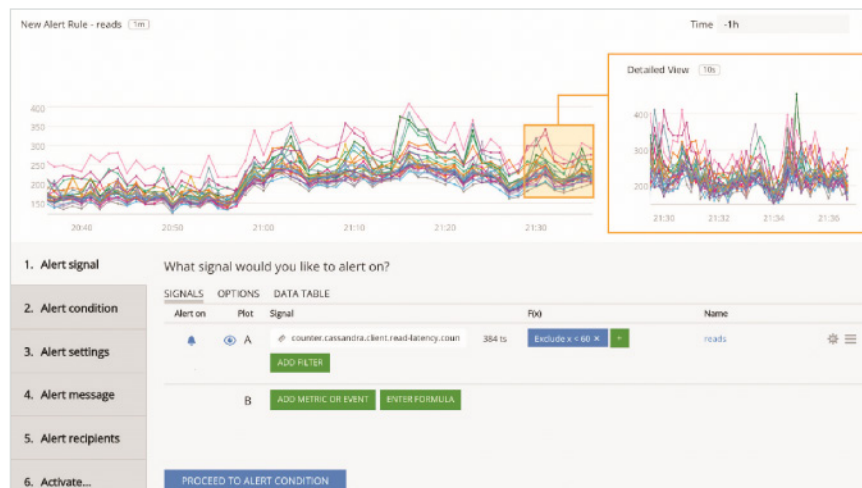 New Alert Rule - reads 1m
Time -1h
Detailed View 10s
400
350
300
250
200
150
20:40 20:50 21:00 21:10 21:20 21:30
400
300
200
21:30 21:32 21:34 21:36
1. Alert signal
2. Alert condition
3. Alert settings
4. Alert message
5. Alert recipients
6. Activate...
What signal would you like to alert on?
SIGNALS OPTIONS DATA TABLE
Alert on Plot Signal F(x) Name
A counter.cassandra.client.read-latency.coun 384 ts Exclude x < 60 × + reads
ADD FILTER
B ADD METRIC OR EVENT ENTER FORMULA
PROCEED TO ALERT CONDITION